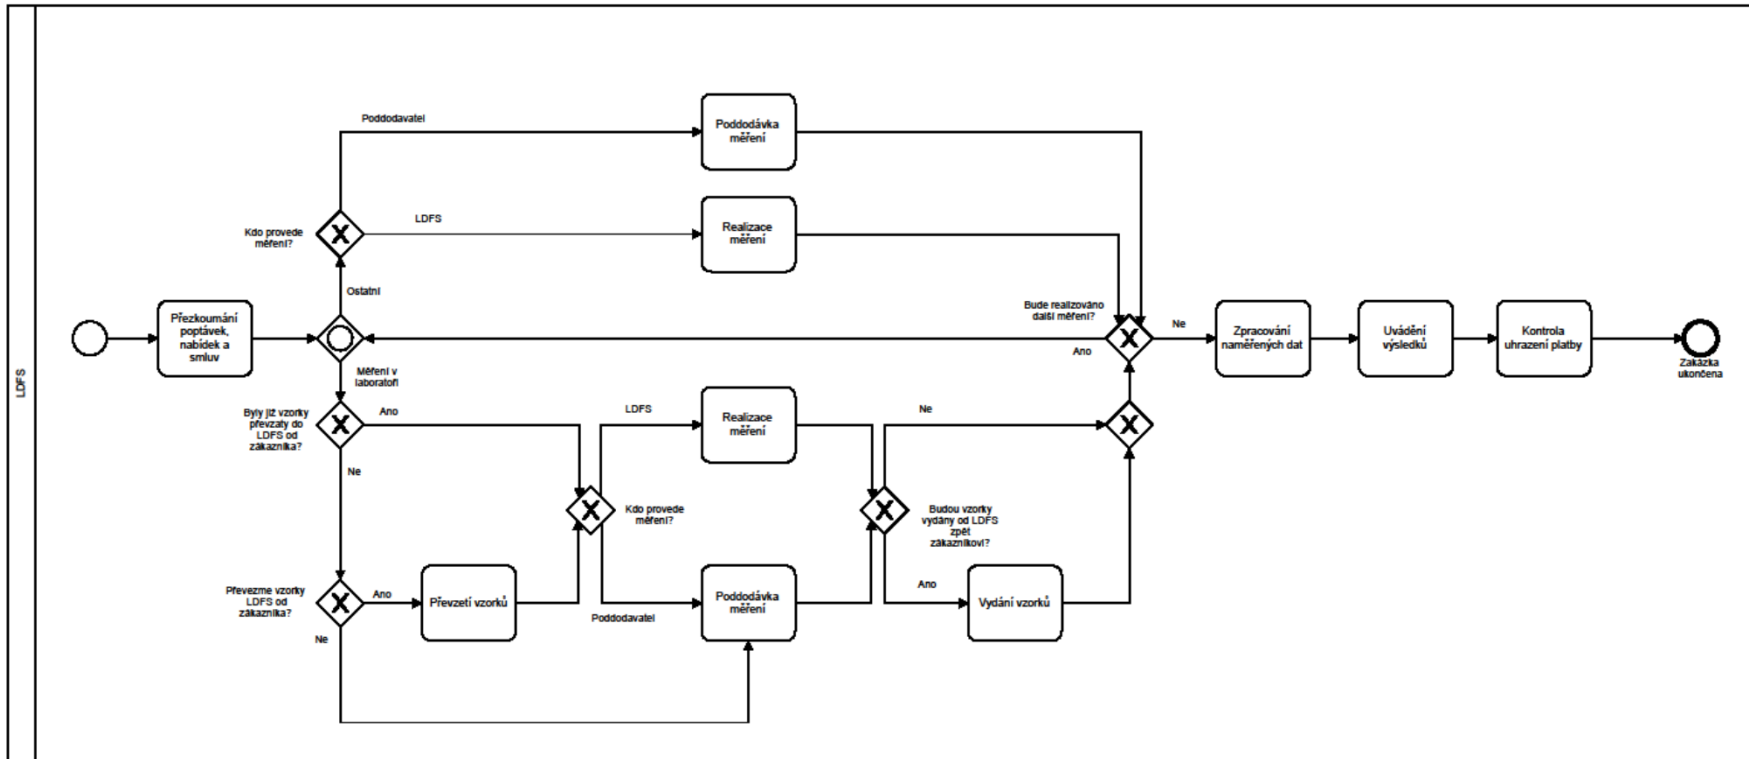 LDFS
Poddodavatel
Poddodávka
měření
LDFS
Realizace
měření
Kdo provede
měření?
Ostatní
Přezkoumání
poptávek,
nabídek a
smluv
Bude realizováno
další měření?
Ne
Ano
Zpracování
naměřených dat
Uvádění
výsledků
Kontrola
uhrazení platby
Zakázka
ukončena
Měření v
laboratoři
Byly již vzorky
převzaty do
LDFS od
zákazníka?
Ano
Ne
LDFS
Realizace
měření
Ne
Kdo provede
měření?
Budou vzorky
vydány od LDFS
zpět
zákazníkovi?
Převezme vzorky
LDFS od
zákazníka?
Ano
Převzetí vzorků
Poddodavatel
Poddodávka
měření
Ano
Vydání vzorků
Ne